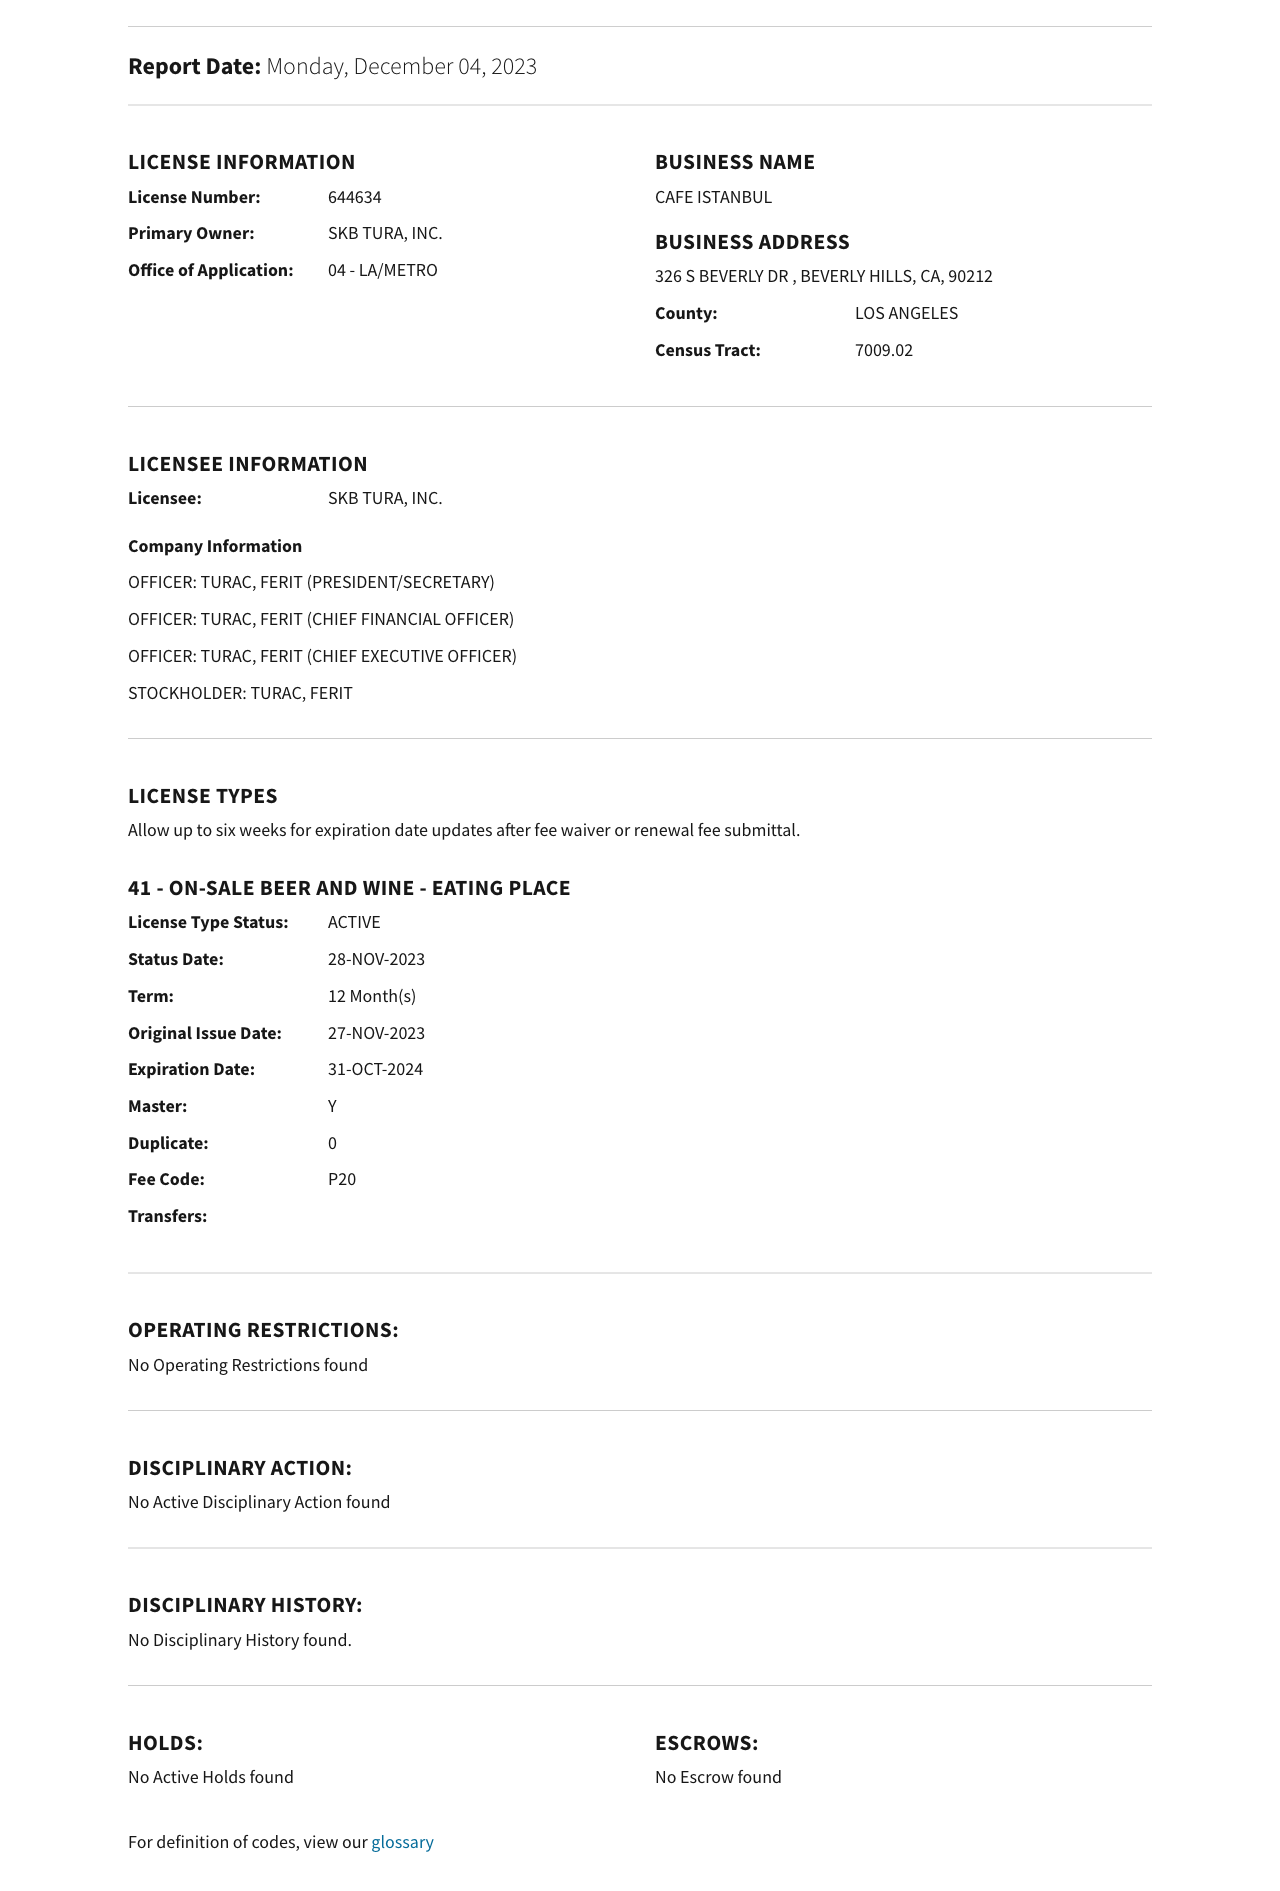 Report Date: Monday, December 04, 2023
LICENSE INFORMATION
License Number: 644634
Primary Owner: SKB TURA, INC.
Office of Application: 04 - LA/METRO
BUSINESS NAME
CAFE ISTANBUL
BUSINESS ADDRESS
326 S BEVERLY DR , BEVERLY HILLS, CA, 90212
County: LOS ANGELES
Census Tract: 7009.02
LICENSEE INFORMATION
Licensee: SKB TURA, INC.
Company Information
OFFICER: TURAC, FERIT (PRESIDENT/SECRETARY)
OFFICER: TURAC, FERIT (CHIEF FINANCIAL OFFICER)
OFFICER: TURAC, FERIT (CHIEF EXECUTIVE OFFICER)
STOCKHOLDER: TURAC, FERIT
LICENSE TYPES
Allow up to six weeks for expiration date updates after fee waiver or renewal fee submittal.
41 - ON-SALE BEER AND WINE - EATING PLACE
License Type Status: ACTIVE
Status Date: 28-NOV-2023
Term: 12 Month(s)
Original Issue Date: 27-NOV-2023
Expiration Date: 31-OCT-2024
Master: Y
Duplicate: 0
Fee Code: P20
Transfers:
OPERATING RESTRICTIONS:
No Operating Restrictions found
DISCIPLINARY ACTION:
No Active Disciplinary Action found
DISCIPLINARY HISTORY:
No Disciplinary History found.
HOLDS:
No Active Holds found
ESCROWS:
No Escrow found
For definition of codes, view our glossary